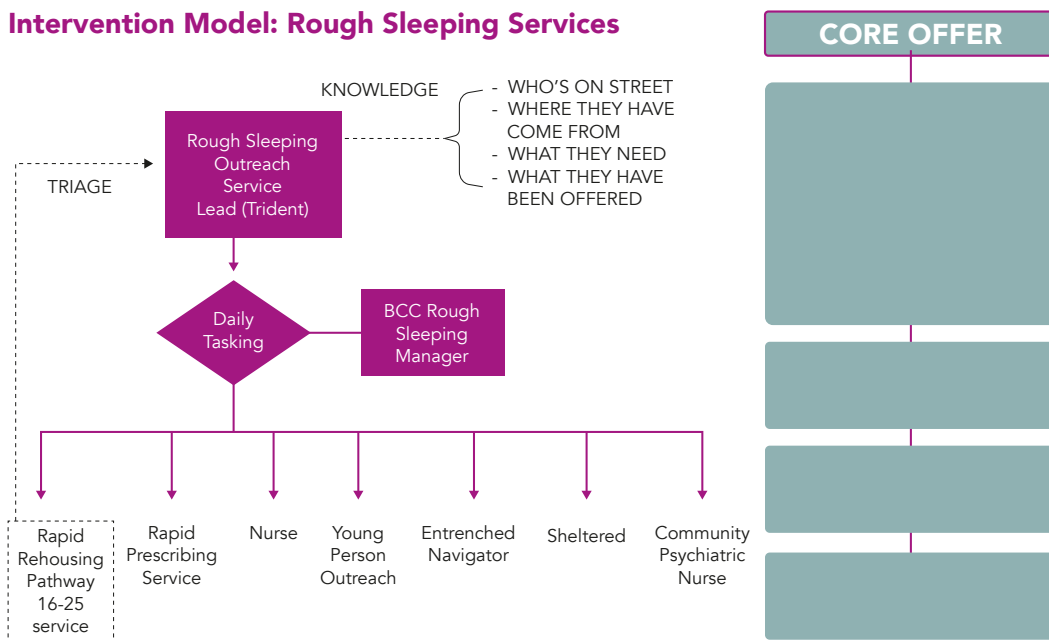 Intervention Model: Rough Sleeping Services
CORE OFFER
KNOWLEDGE
- WHO'S ON STREET
- WHERE THEY HAVE
COME FROM
- WHAT THEY NEED
- WHAT THEY HAVE
BEEN OFFERED
Rough Sleeping
Outreach
Service
Lead (Trident)
TRIAGE
Daily
Tasking
BCC Rough
Sleeping
Manager
Rapid
Rehousing
Pathway
16-25
service
Rapid
Prescribing
Service
Nurse
Young
Person
Outreach
Entrenched
Navigator
Sheltered
Community
Psychiatric
Nurse